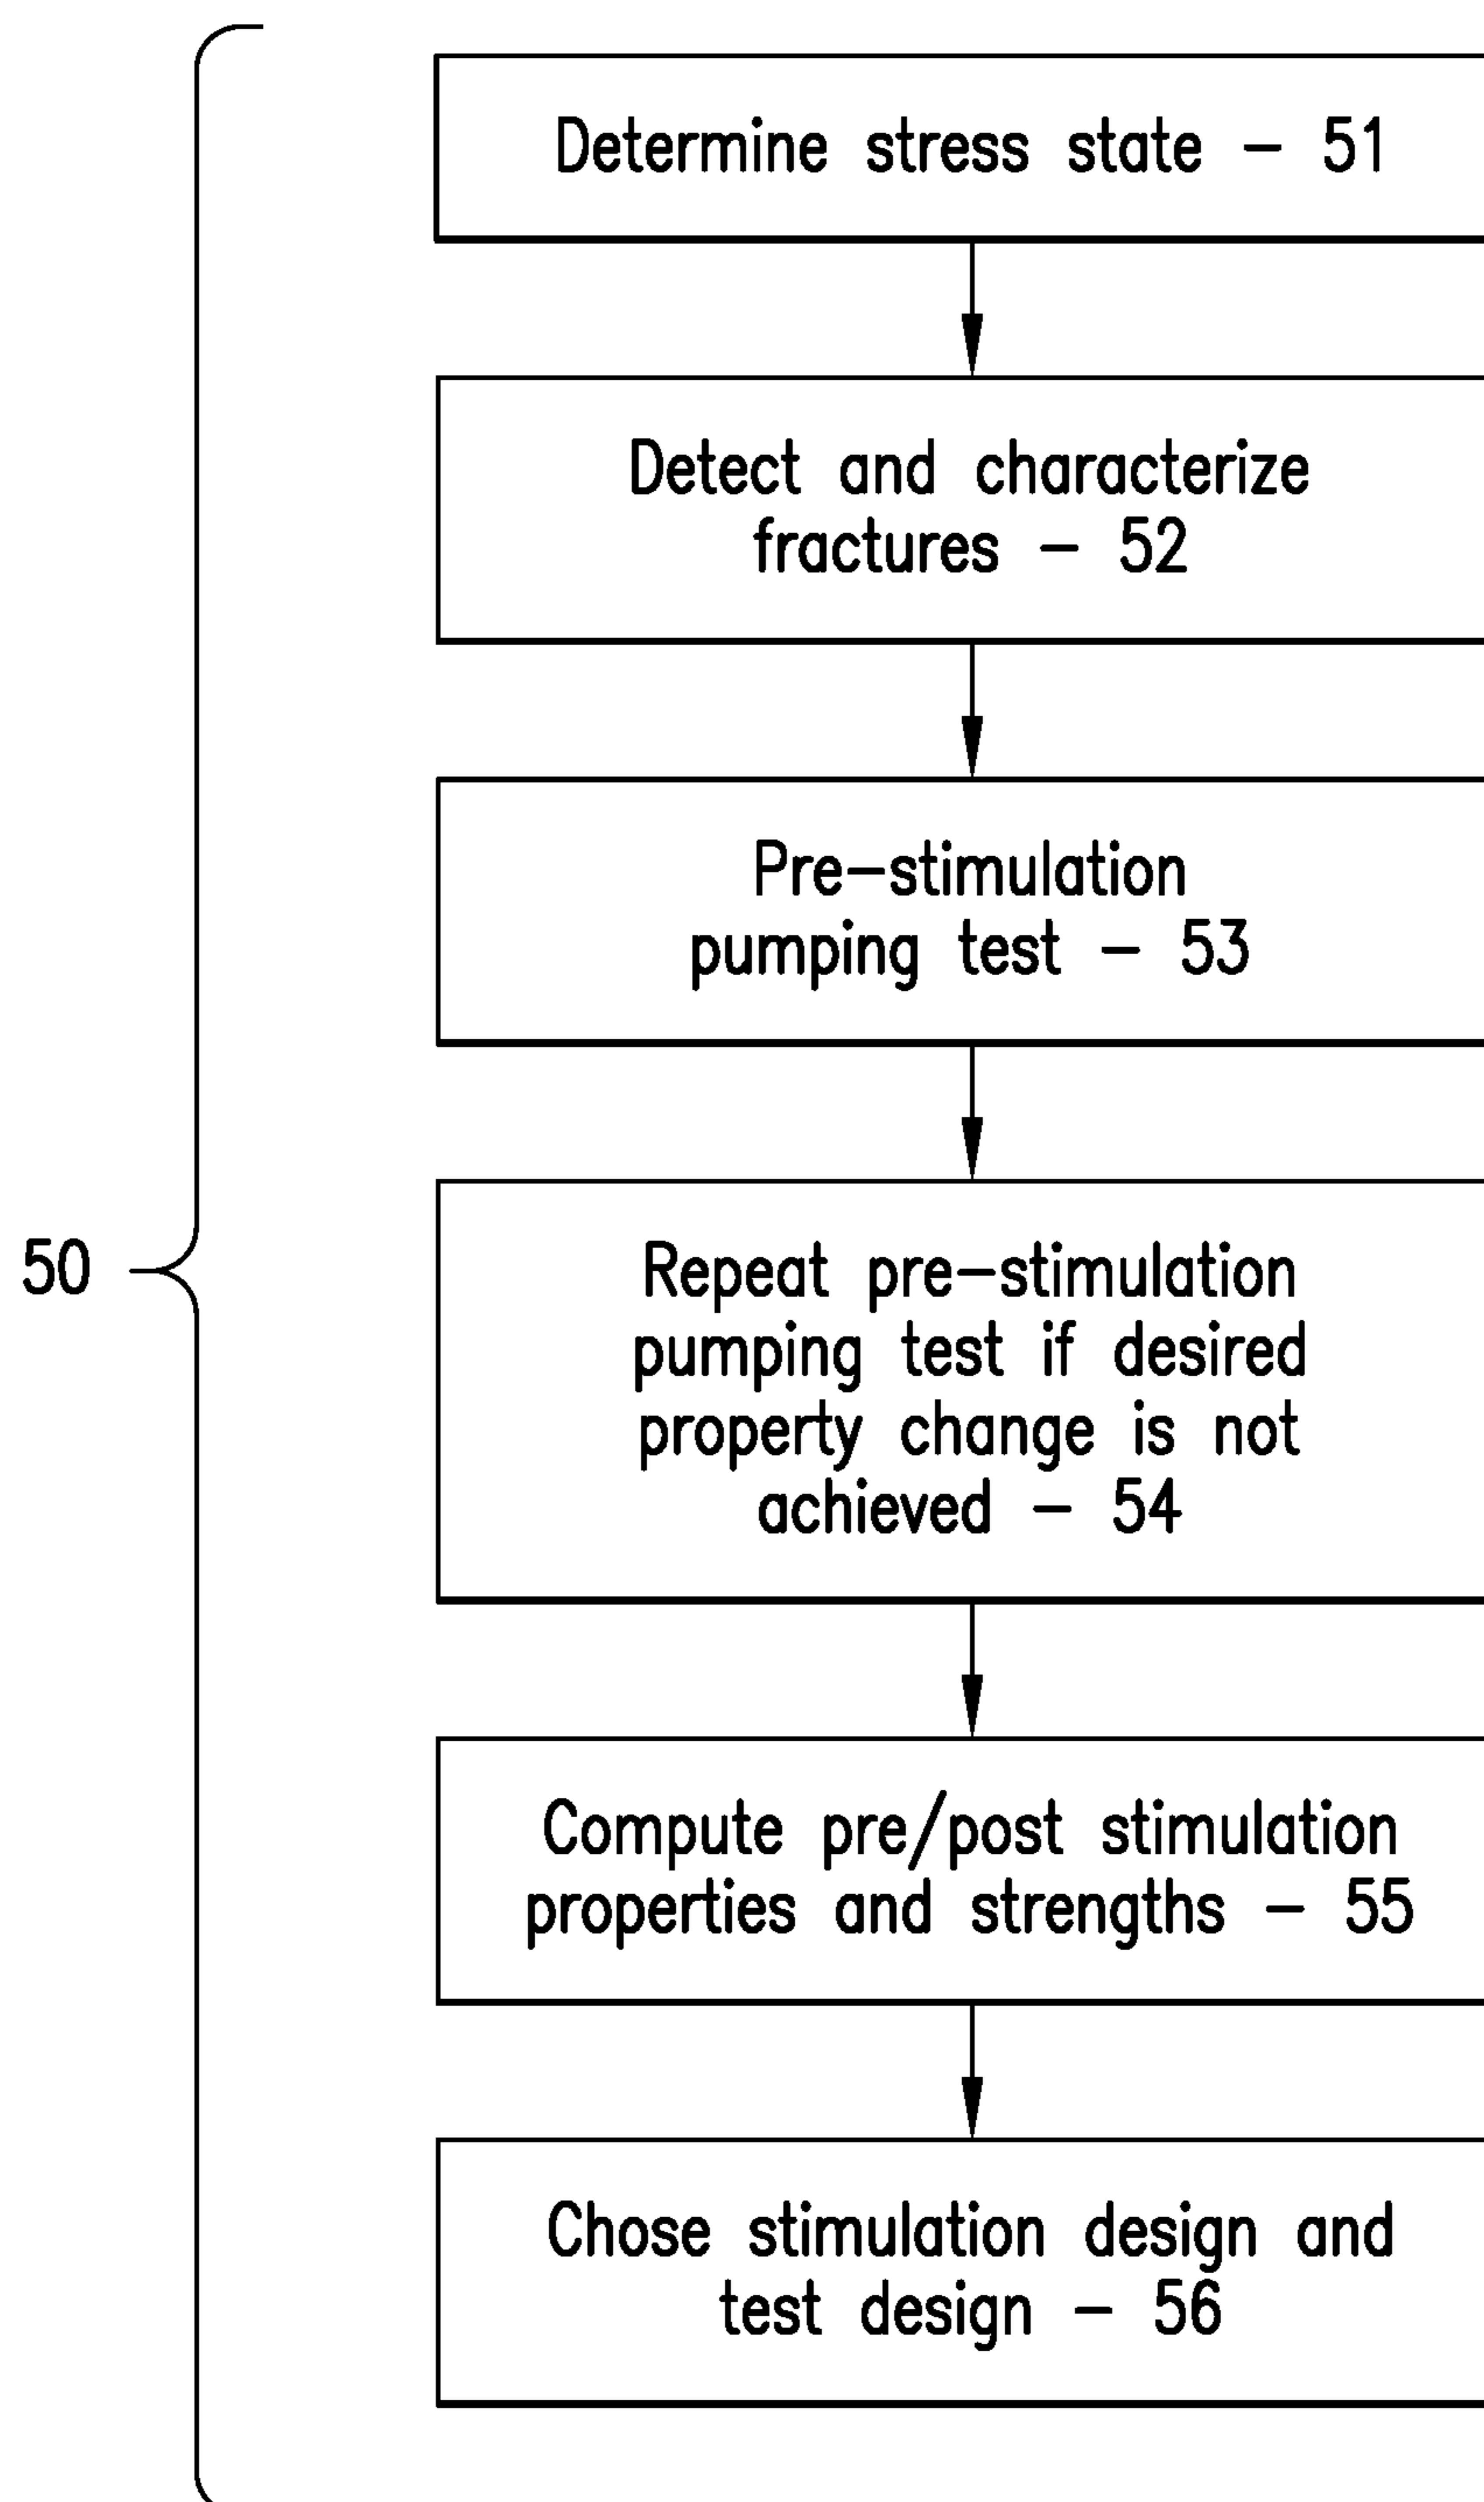 Determine stress state - 51
Detect and characterize
fractures - 52
Pre-stimulation
pumping test - 53
50
Repeat pre-stimulation
pumping test if desired
property change is not
achieved - 54
Compute pre/post stimulation
properties and strengths - 55
Chose stimulation design and
test design - 56